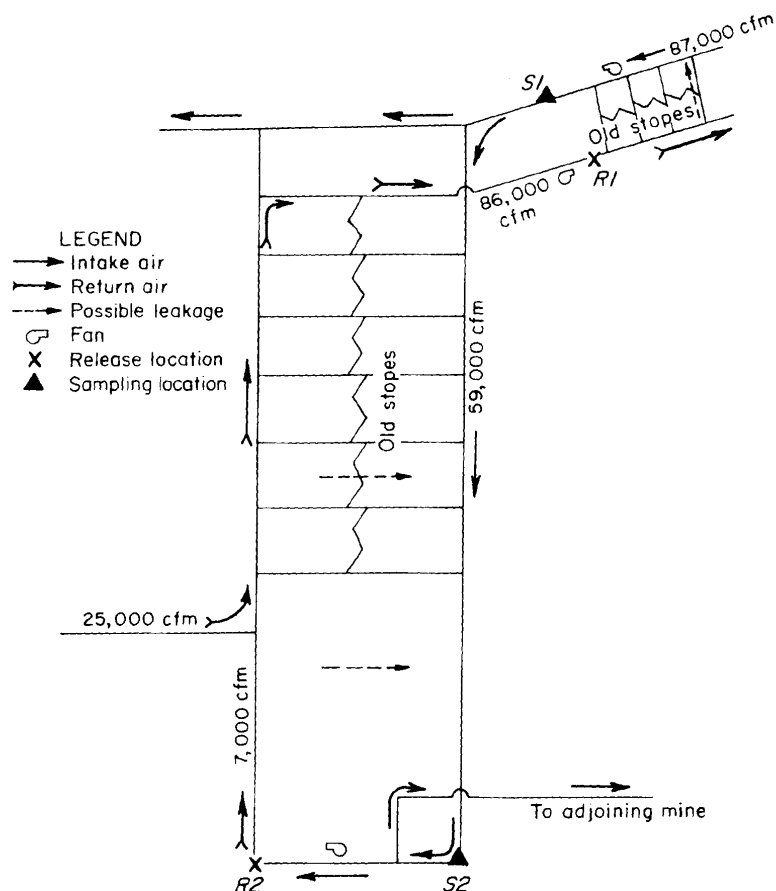 87,000 cfm
S1
Old stopes
R1
86,000
cfm
LEGEND
Intake air
Return air
Possible leakage
Fan
Release location
Sampling location
Old stopes
59,000 cfm
25,000 cfm
7,000 cfm
To adjoining mine
R2
S2